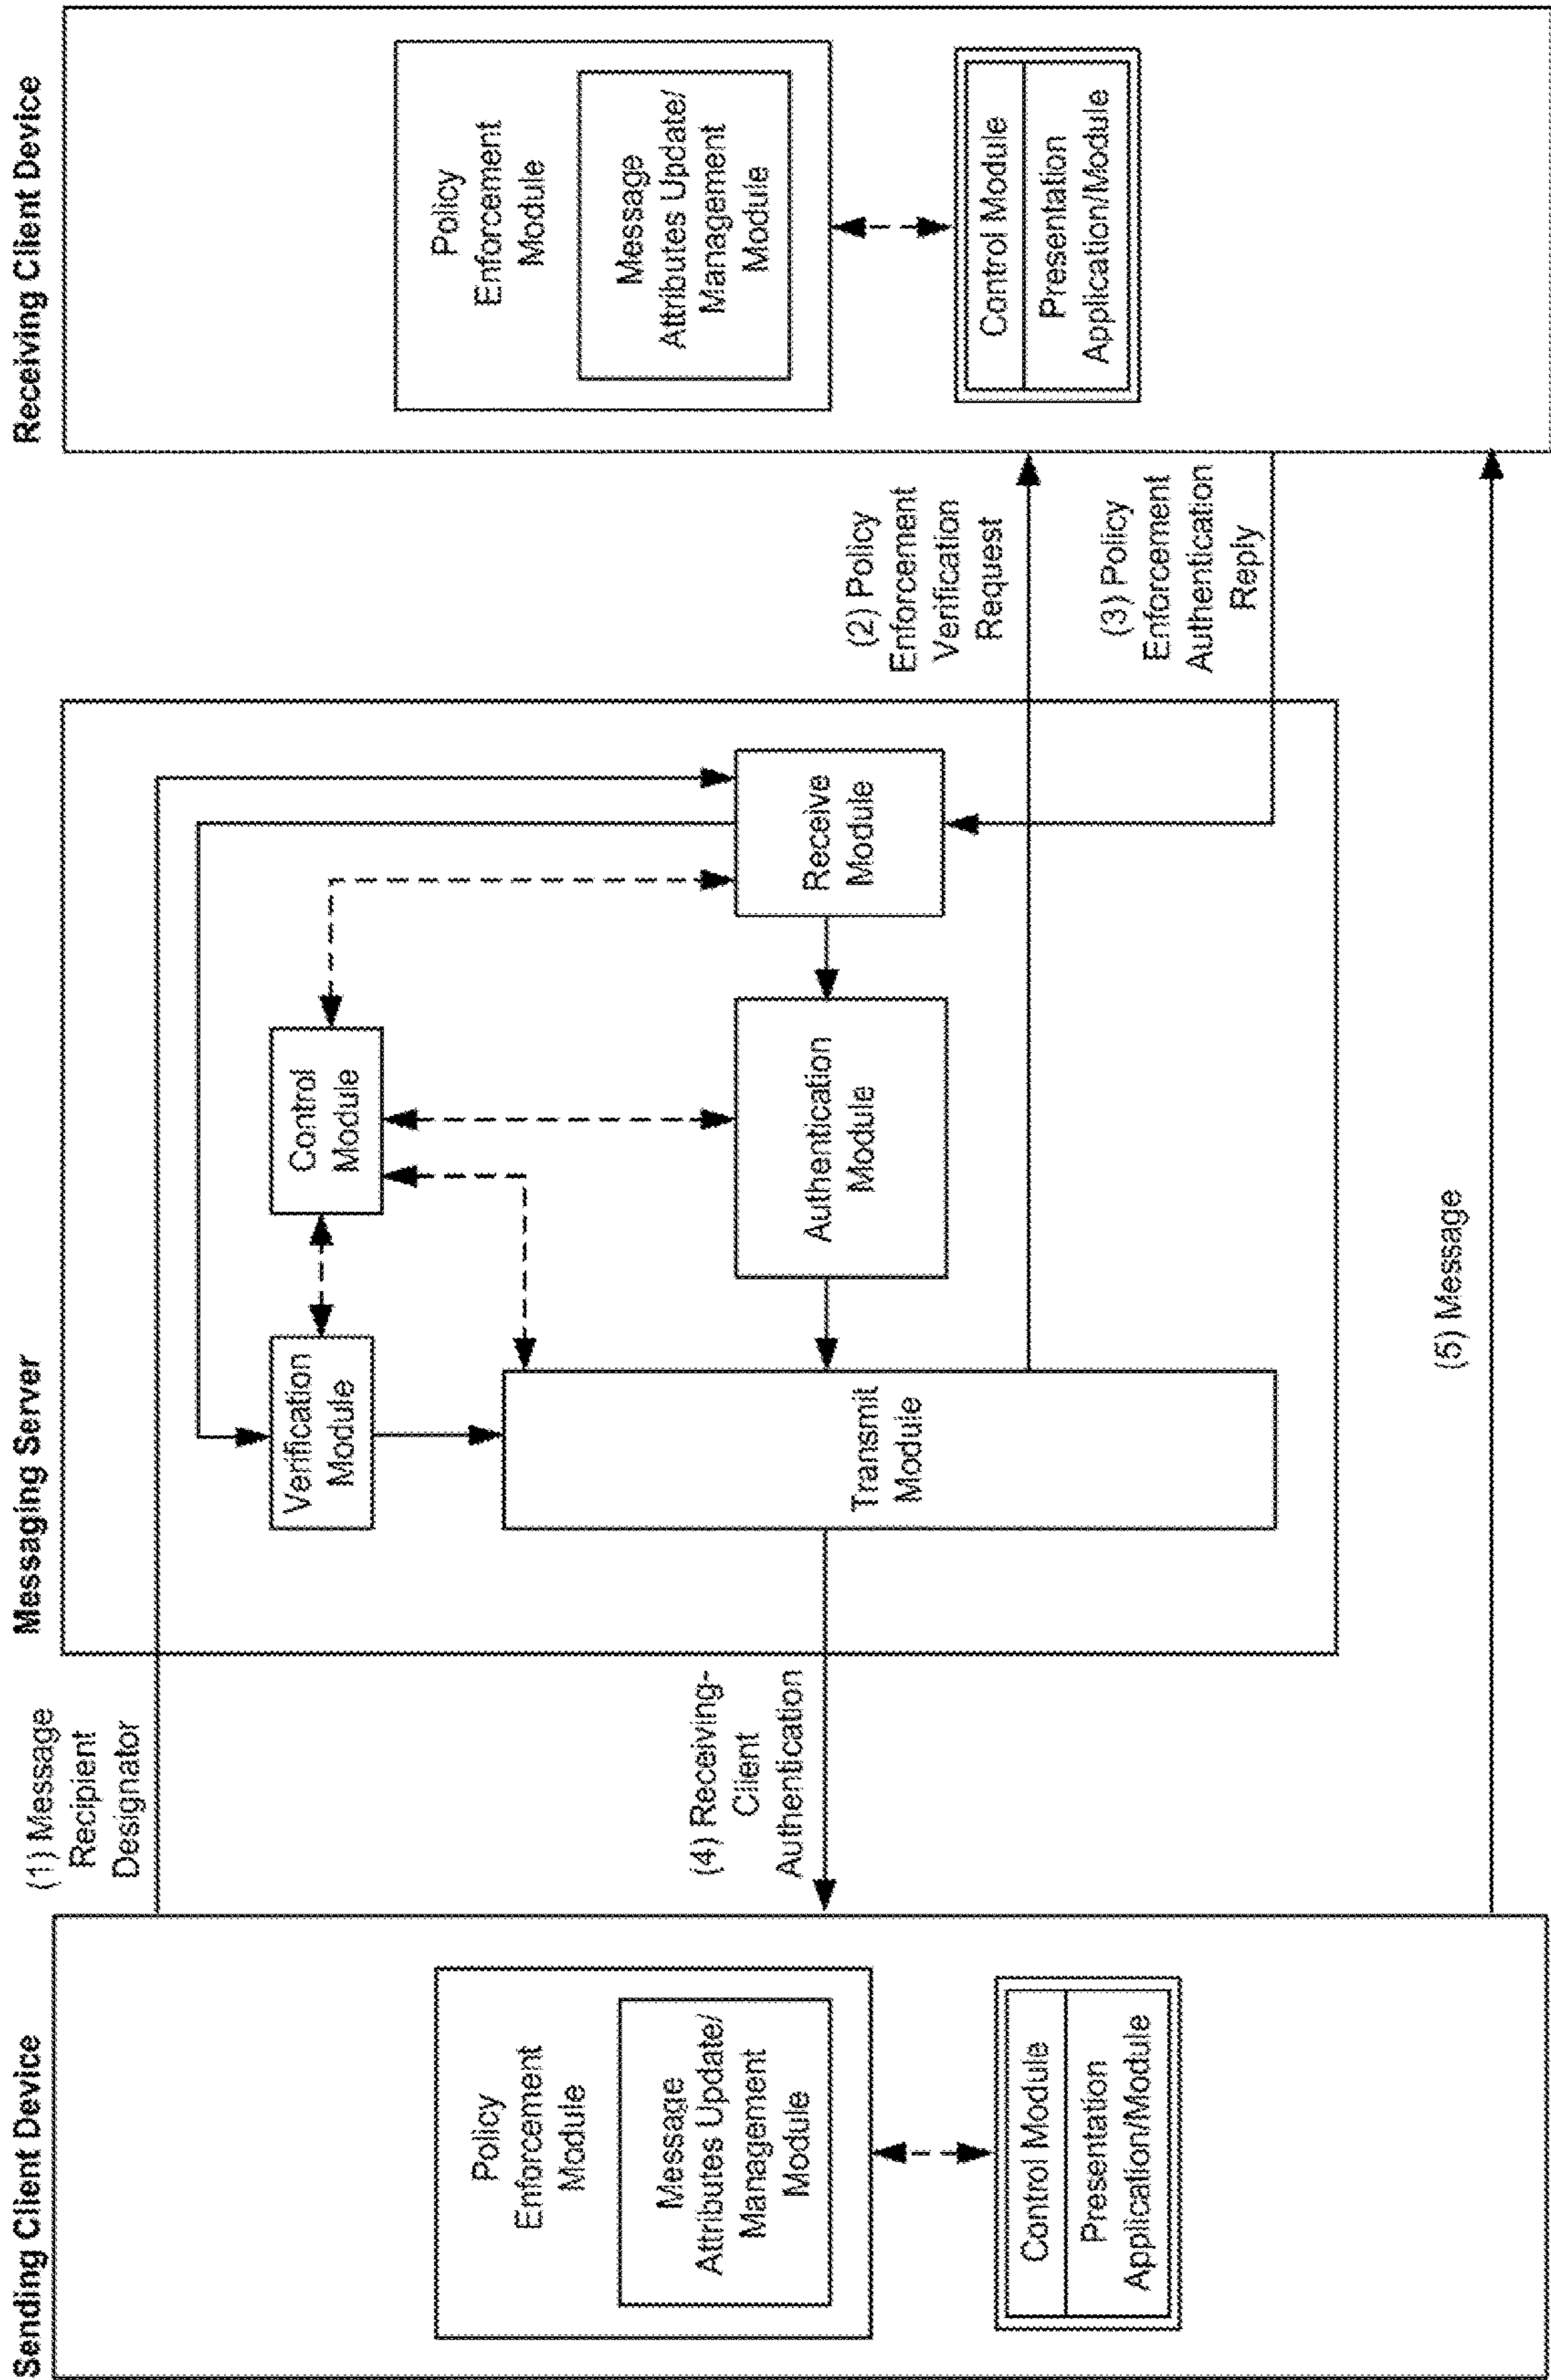 Sending Client Device
Policy
Enforcement
Module
Message
Attributes Update/
Management
Module
Control Module
Presentation
Application/Module
(1) Message
Recipient
Designator
(4) Receiving-
Client
Authentication
Messaging Server
Verification
Module
Control
Module
Transmit
Module
Authentication
Module
Receive
Module
(5) Message
(2) Policy
Enforcement
Verification
Request
(3) Policy
Enforcement
Authentication
Reply
Receiving Client Device
Policy
Enforcement
Module
Message
Attributes Update/
Management
Module
Control Module
Presentation
Application/Module